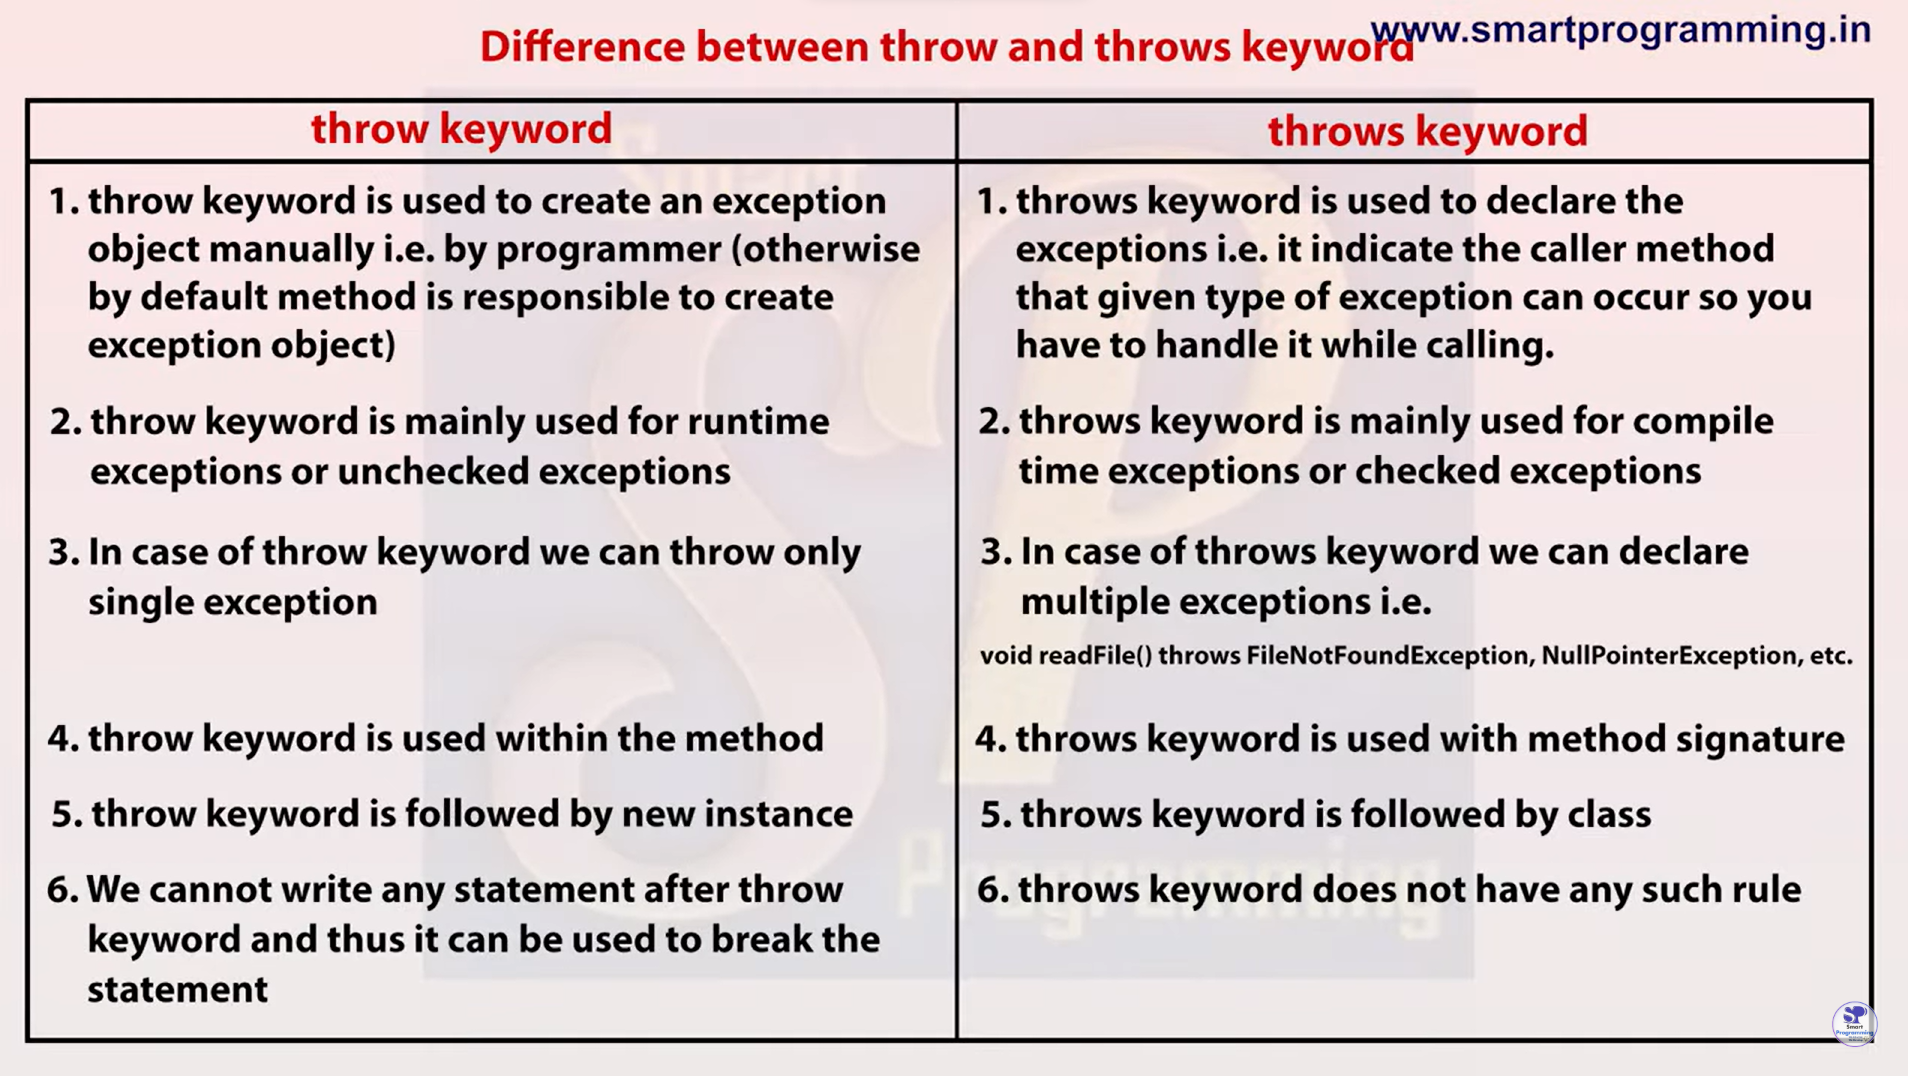 www.smartprogramming.in
Difference between throw and throws keyword
throw keyword
1. throw keyword is used to create an exception
object manually i.e. by programmer (otherwise
by default method is responsible to create
exception object)
2. throw keyword is mainly used for runtime
exceptions or unchecked exceptions
3. In case of throw keyword we can throw only
single exception
4. throw keyword is used within the method
5. throw keyword is followed by new instance
6. We cannot write any statement after throw
keyword and thus it can be used to break the
statement
throws keyword
1. throws keyword is used to declare the
exceptions i.e. it indicate the caller method
that given type of exception can occur so you
have to handle it while calling.
2. throws keyword is mainly used for compile
time exceptions or checked exceptions
3. In case of throws keyword we can declare
multiple exceptions i.e.
void readFile() throws FileNotFoundException, NullPointerException, etc.
4. throws keyword is used with method signature
5. throws keyword is followed by class
6. throws keyword does not have any such rule
Smart
SP
Programming
SP
Smart
Programming